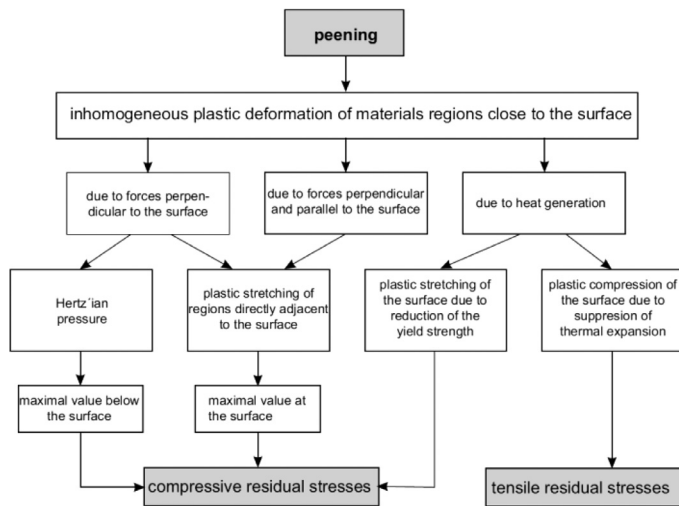 peening
inhomogeneous plastic deformation of materials regions close to the surface
due to forces perpen-
dicular to the surface
due to forces perpendicular
and parallel to the surface
due to heat generation
Hertz´ian
pressure
plastic stretching of
regions directly adjacent
to the surface
plastic stretching of
the surface due to
reduction of the
yield strength
plastic compression of
the surface due to
suppresion of
thermal expansion
maximal value below
the surface
maximal value at
the surface
compressive residual stresses
tensile residual stresses